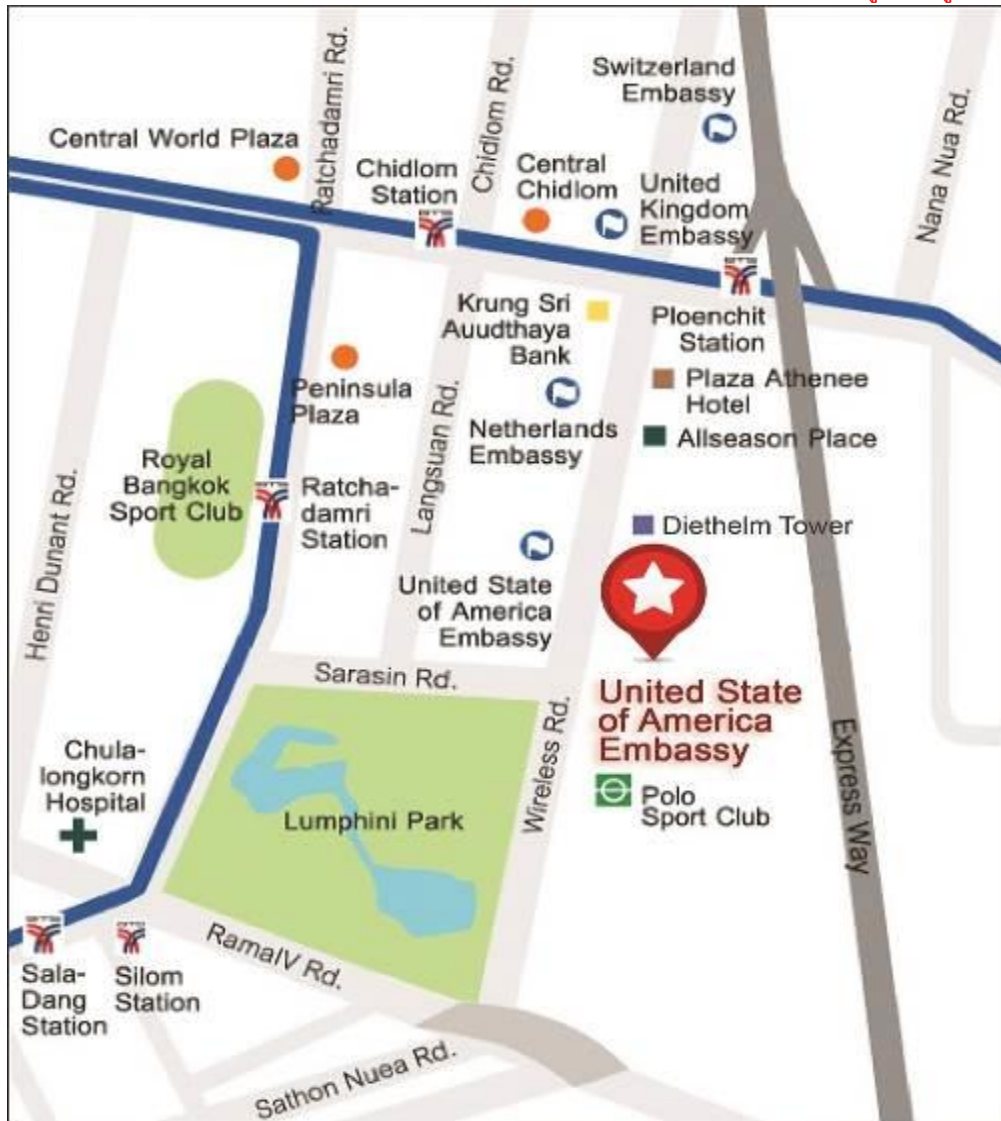 Switzerland
Embassy
Ratchadamri Rd.
Chidlom Rd.
Nana Nua Rd.
Central World Plaza
Chidlom
Station
Central
Chidlom
United
Kingdom
Embassy
Krung Sri
Auudthaya
Bank
Ploenchit
Station
Peninsula
Plaza
Plaza Athenee
Hotel
Netherlands
Embassy
Allseason Place
Langsuan Rd.
Royal
Bangkok
Sport Club
Ratcha-
damri
Station
Henri Dunant Rd.
Diethelm Tower
United State
of America
Embassy
Sarasin Rd.
United State
of America
Embassy
Wireless Rd.
Express Way
Chula-
longkorn
Hospital
Lumphini Park
Polo
Sport Club
RamaIV Rd.
Sala-
Dang
Station
Silom
Station
Sathon Nuea Rd.